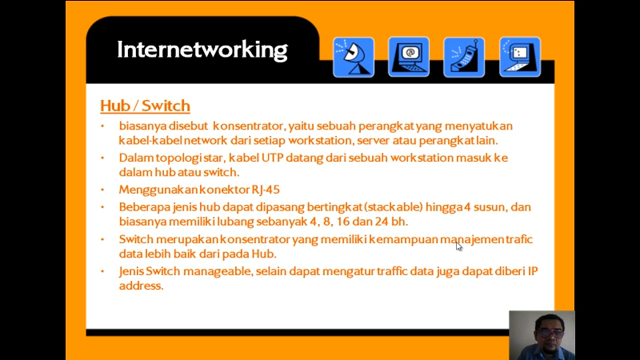 Internetworking
Hub / Switch
• biasanya disebut konsentrator, yaitu sebuah perangkat yang menyatukan
kabel-kabel network dari setiap workstation, server atau perangkat lain.
• Dalam topologi star, kabel UTP datang dari sebuah workstation masuk ke
dalam hub atau switch.
• Menggunakan konektor RJ-45
• Beberapa jenis hub dapat dipasang bertingkat (stackable) hingga 4 susun, dan
biasanya memiliki lubang sebanyak 4, 8, 16 dan 24 bh.
• Switch merupakan konsentrator yang memiliki kemampuan manajemen trafic
data lebih baik dari pada Hub.
• Jenis Switch manageable, selain dapat mengatur traffic data juga dapat diberi IP
address.